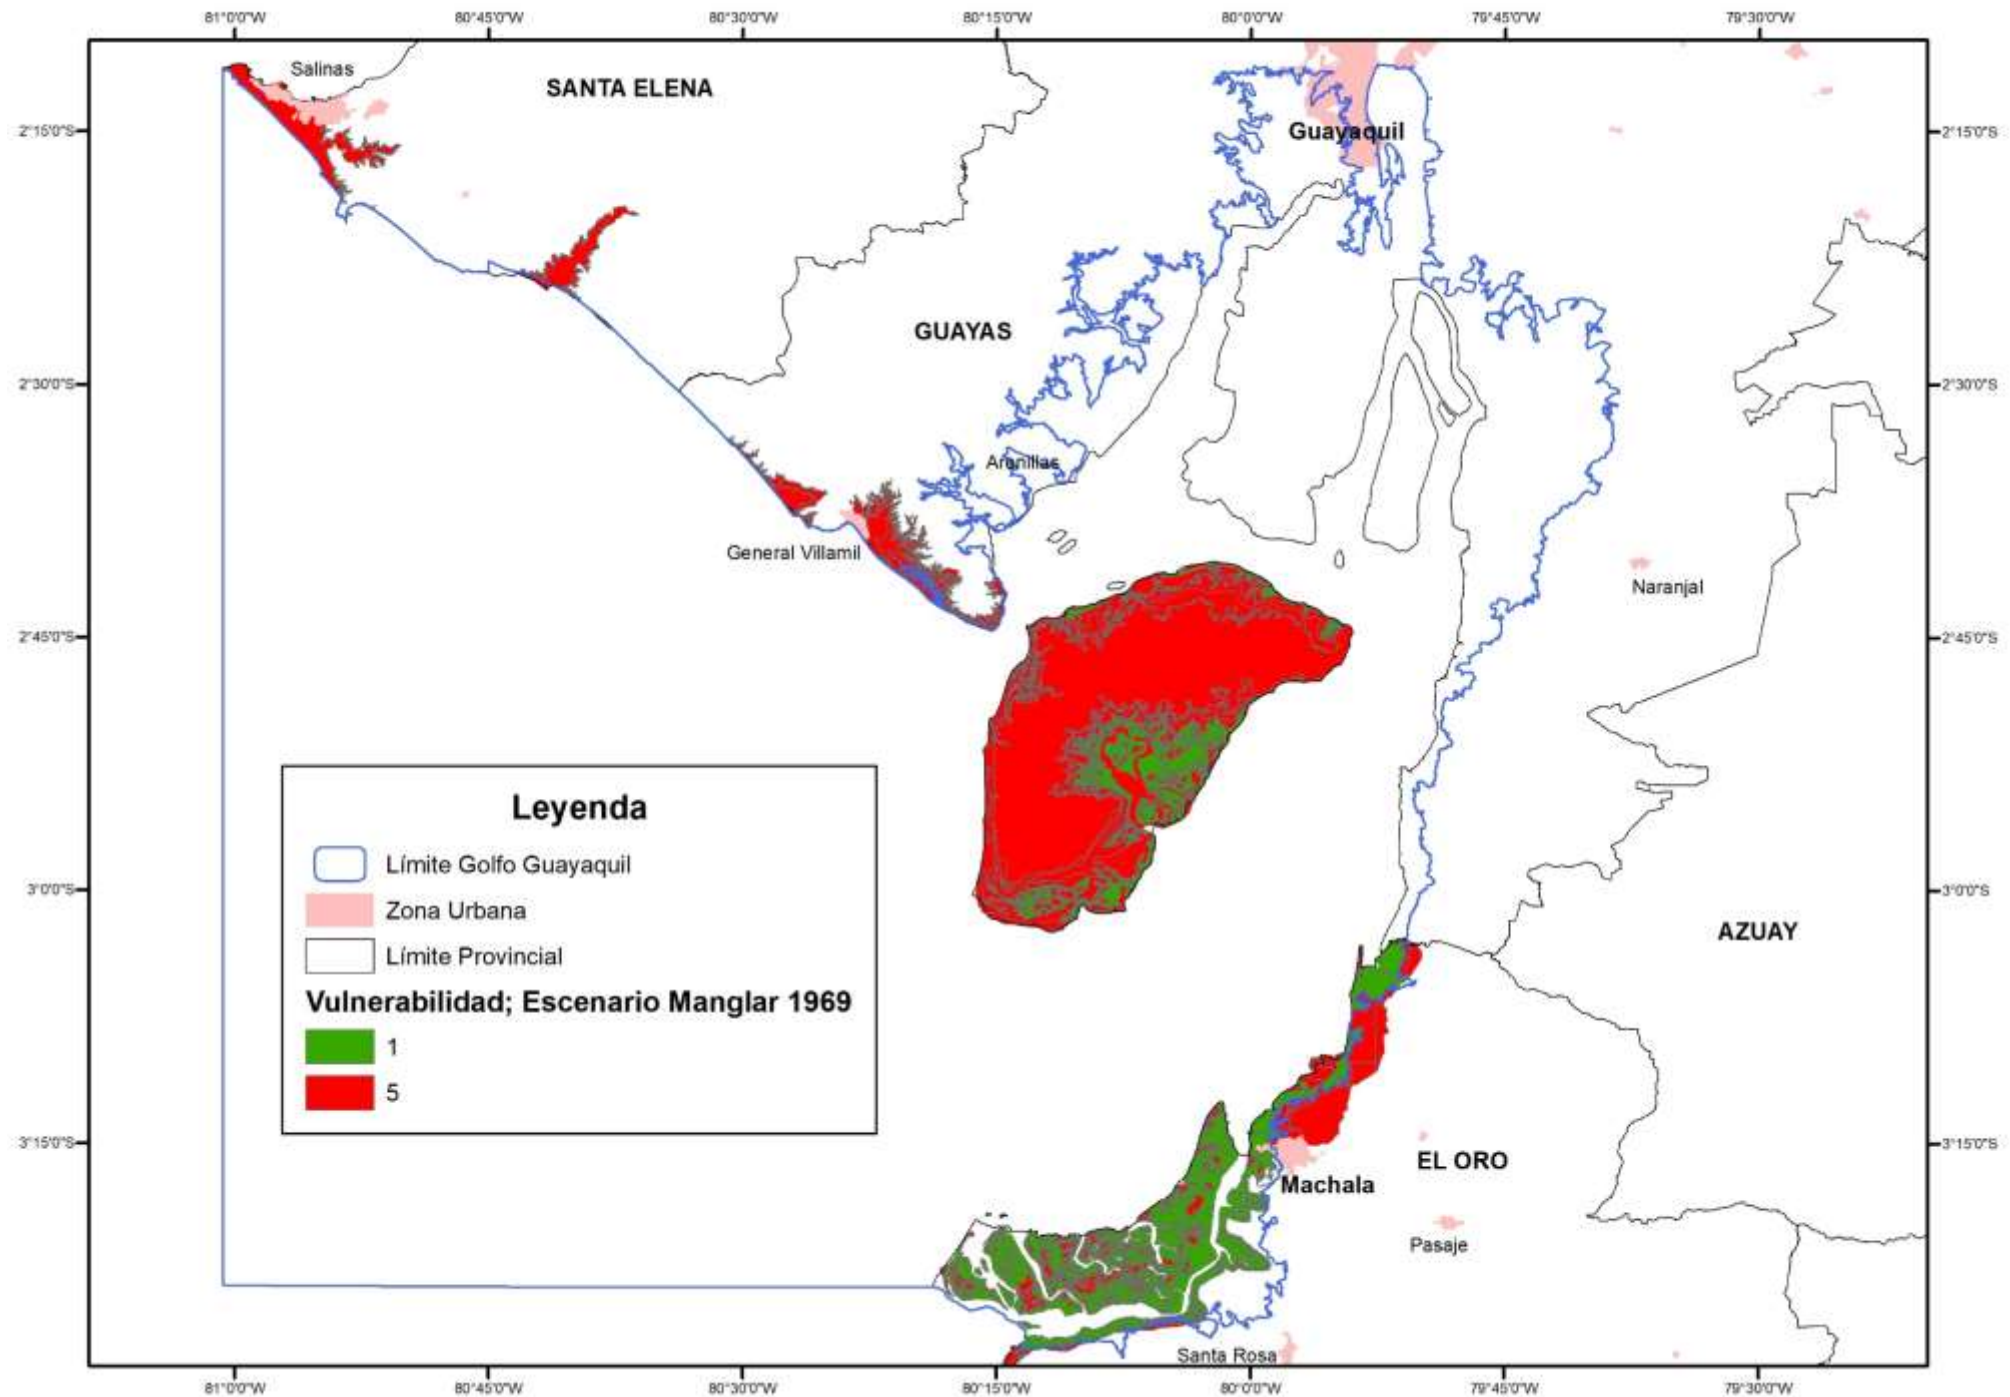 81°0'0"W 80°45'0"W 80°30'0"W 80°15'0"W 80°0'0"W 79°45'0"W 79°30'0"W
Salinas
SANTA ELENA
2°15'0"S Guayaquil 2°15'0"S
GUAYAS
2°30'0"S 2°30'0"S
Arenillas
General Villamil
Naranjal
2°45'0"S 2°45'0"S
Leyenda
Límite Golfo Guayaquil
3°0'0"S 3°0'0"S
Zona Urbana
AZUAY
Límite Provincial
Vulnerabilidad; Escenario Manglar 1969
1
5
3°15'0"S 3°15'0"S
EL ORO
Machala
Pasaje
Santa Rosa
81°0'0"W 80°45'0"W 80°30'0"W 80°15'0"W 80°0'0"W 79°45'0"W 79°30'0"W